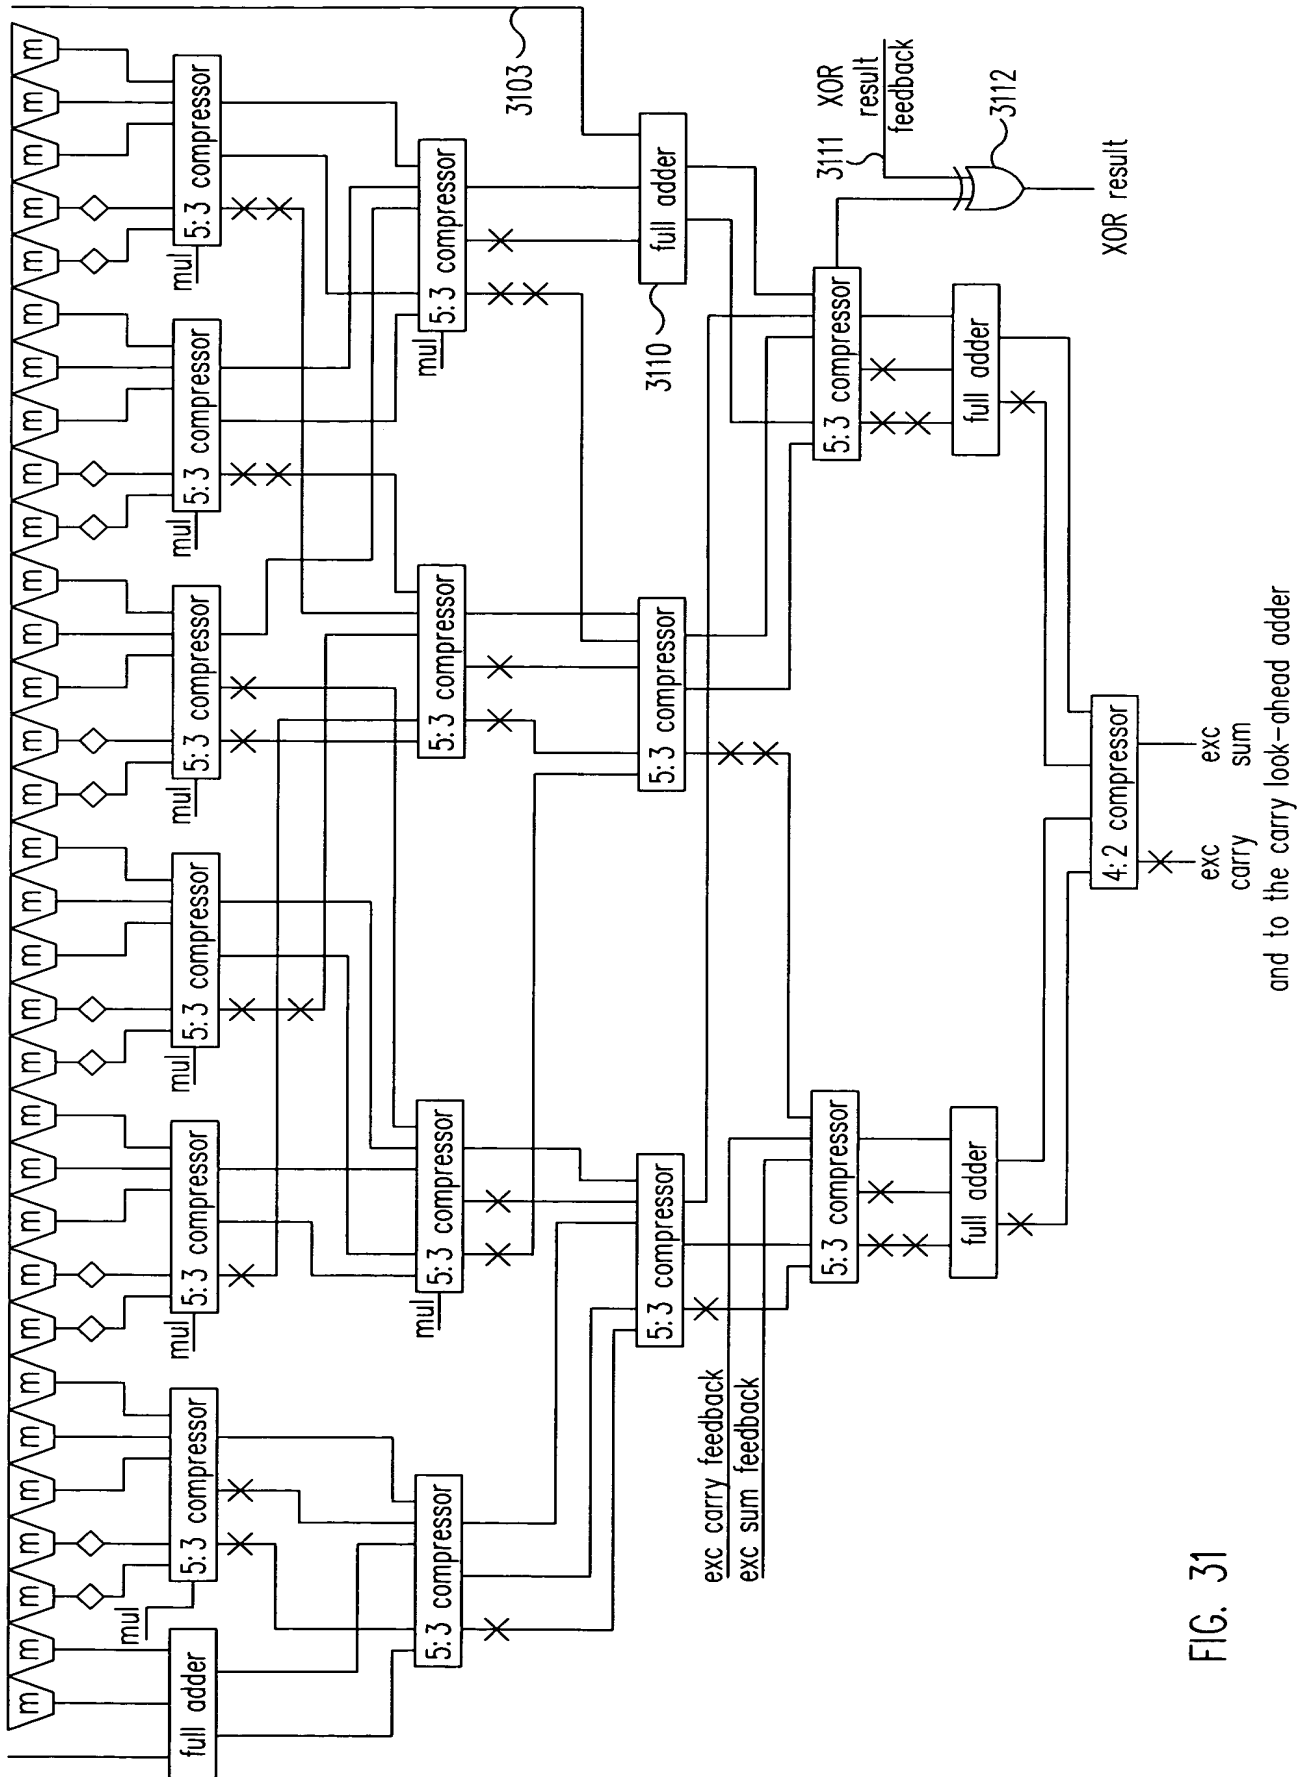 m m m m m m m m m m m m m m m m m m m m m m m m m m m m m m m m
full adder
mul
5: 3 compressor
mul
5: 3 compressor
mul
5: 3 compressor
mul
5: 3 compressor
mul
5: 3 compressor
mul
5: 3 compressor
5: 3 compressor
mul
5: 3 compressor
5: 3 compressor
mul
5: 3 compressor
3103
5: 3 compressor
5: 3 compressor
full adder
3110
exc carry feedback
exc sum feedback
5: 3 compressor
5: 3 compressor
3111
XOR
result
feedback
3112
full adder
full adder
XOR result
4: 2 compressor
exc
carry
exc
sum
and to the carry look-ahead adder
FIG. 31